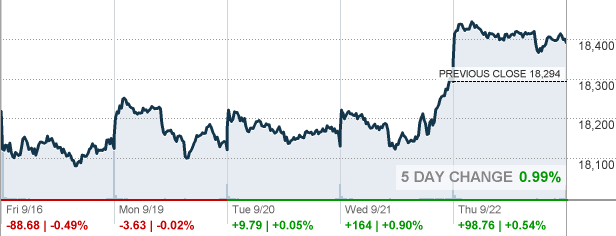 18,400
PREVIOUS CLOSE 18,294
18,300
18,200
18,100
5 DAY CHANGE 0.99%
Fri 9/16 Mon 9/19 Tue 9/20 Wed 9/21 Thu 9/22
-88.68 | -0.49% -3.63 | -0.02% +9.79 | +0.05% +164 | +0.90% +98.76 | +0.54%